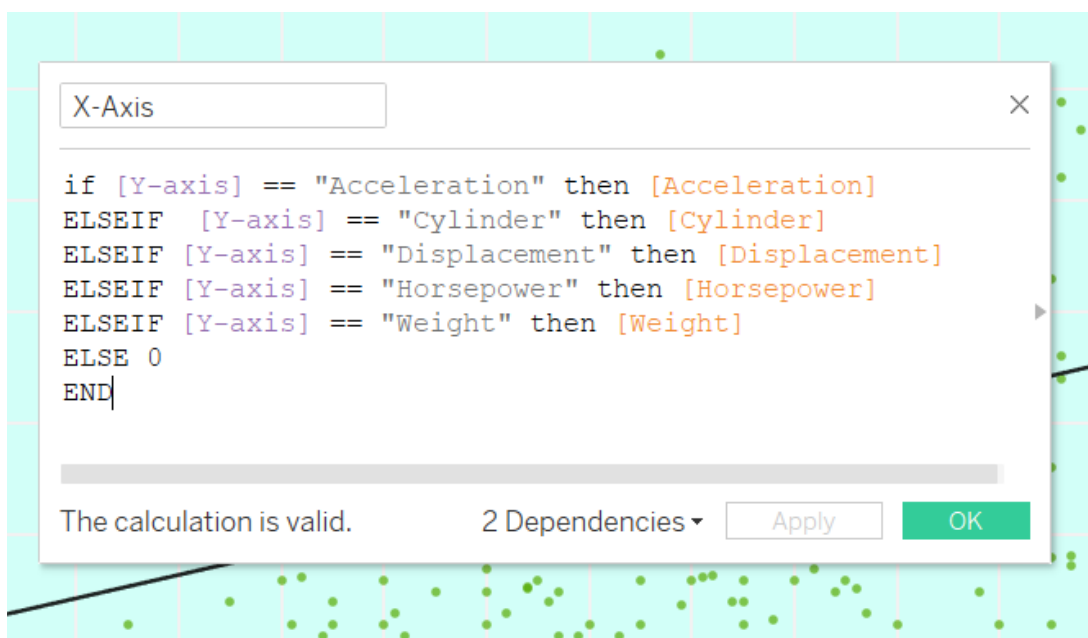 X-Axis
if [Y-axis] == "Acceleration" then [Acceleration]
ELSEIF  [Y-axis] == "Cylinder" then [Cylinder]
ELSEIF [Y-axis] == "Displacement" then [Displacement]
ELSEIF [Y-axis] == "Horsepower" then [Horsepower]
ELSEIF [Y-axis] == "Weight" then [Weight]
ELSE 0
END
The calculation is valid. 2 Dependencies Apply OK